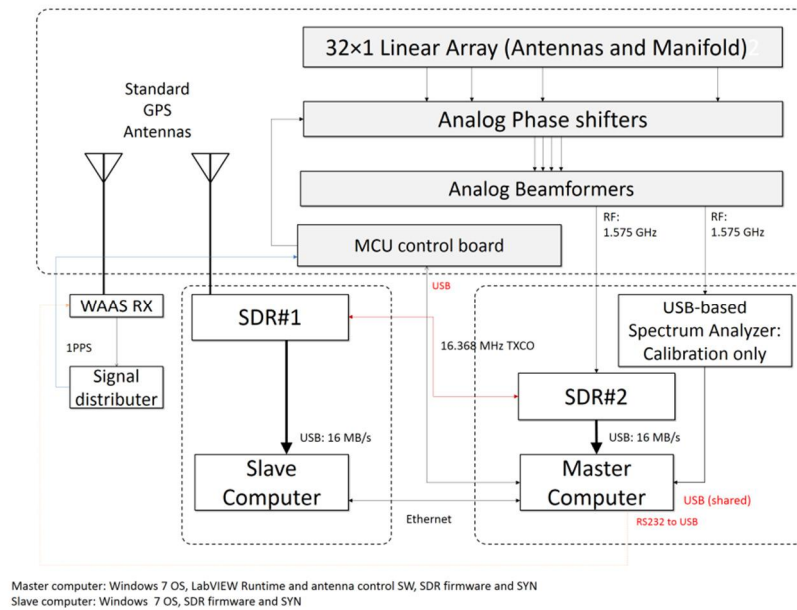 32×1 Linear Array (Antennas and Manifold)
Standard
GPS
Antennas
Analog Phase shifters
Analog Beamformers
RF:
1.575 GHz
RF:
1.575 GHz
MCU control board
USB
WAAS RX
1PPS
Signal
distributer
SDR#1
16.368 MHz TXCO
USB-based
Spectrum Analyzer:
Calibration only
SDR#2
USB: 16 MB/s
USB: 16 MB/s
Slave
Computer
Master
Computer
USB (shared)
Ethernet
RS232 to USB
Master computer: Windows 7 OS, LabVIEW Runtime and antenna control SW, SDR firmware and SYN
Slave computer: Windows 7 OS, SDR firmware and SYN